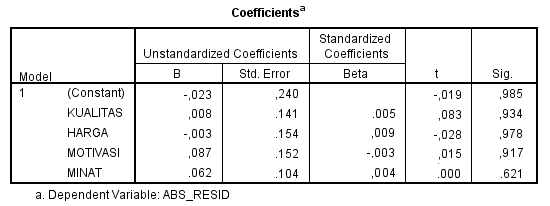 Coefficientsa
Model Unstandardized Coefficients Standardized Coefficients t Sig.
B Std. Error Beta
1 (Constant) -,023 ,240 -,019 ,985
KUALITAS ,008 .141 .005 ,083 ,934
HARGA -,003 .154 ,009 -,028 ,978
MOTIVASI ,087 .152 -,003 ,015 ,917
MINAT .062 .104 ,004 .000 .621
a. Dependent Variable: ABS_RESID